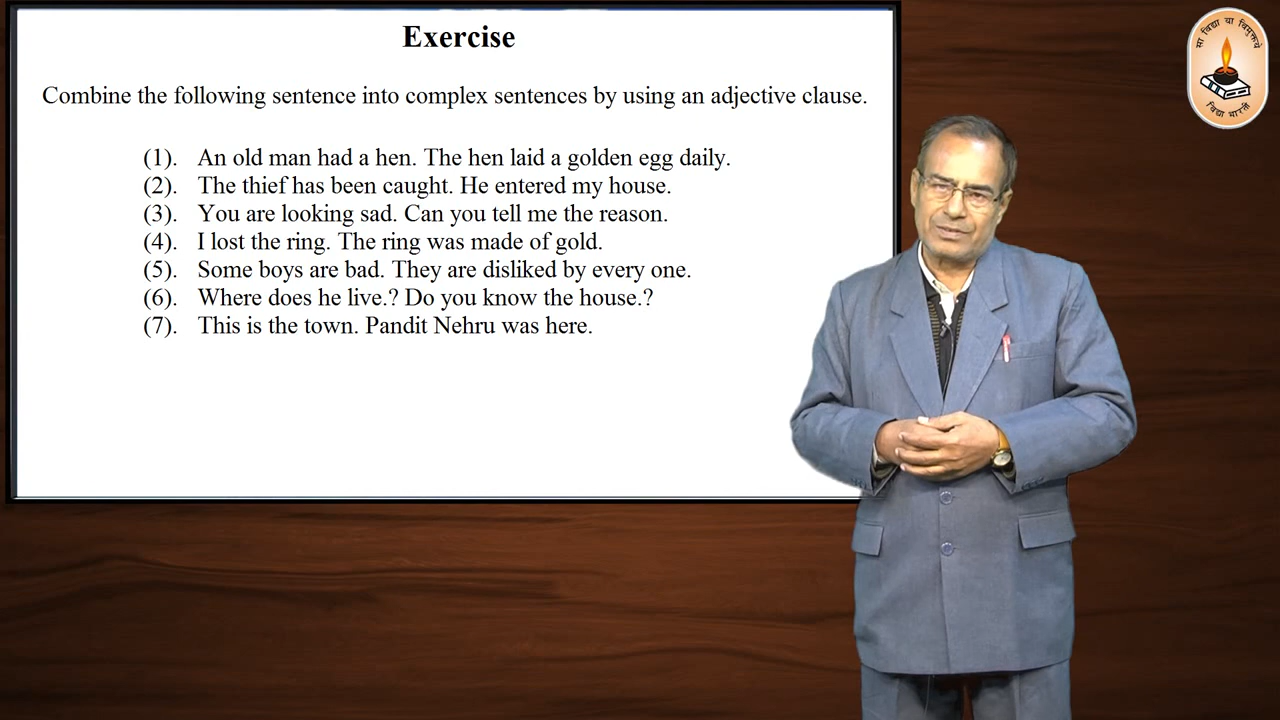 Exercise
Combine the following sentence into complex sentences by using an adjective clause.
(1). An old man had a hen. The hen laid a golden egg daily.
(2). The thief has been caught. He entered my house.
(3). You are looking sad. Can you tell me the reason.
(4). I lost the ring. The ring was made of gold.
(5). Some boys are bad. They are disliked by every one.
(6). Where does he live.? Do you know the house.?
(7). This is the town. Pandit Nehru was here.
सा विद्या या विमुक्तये
विद्या भारती